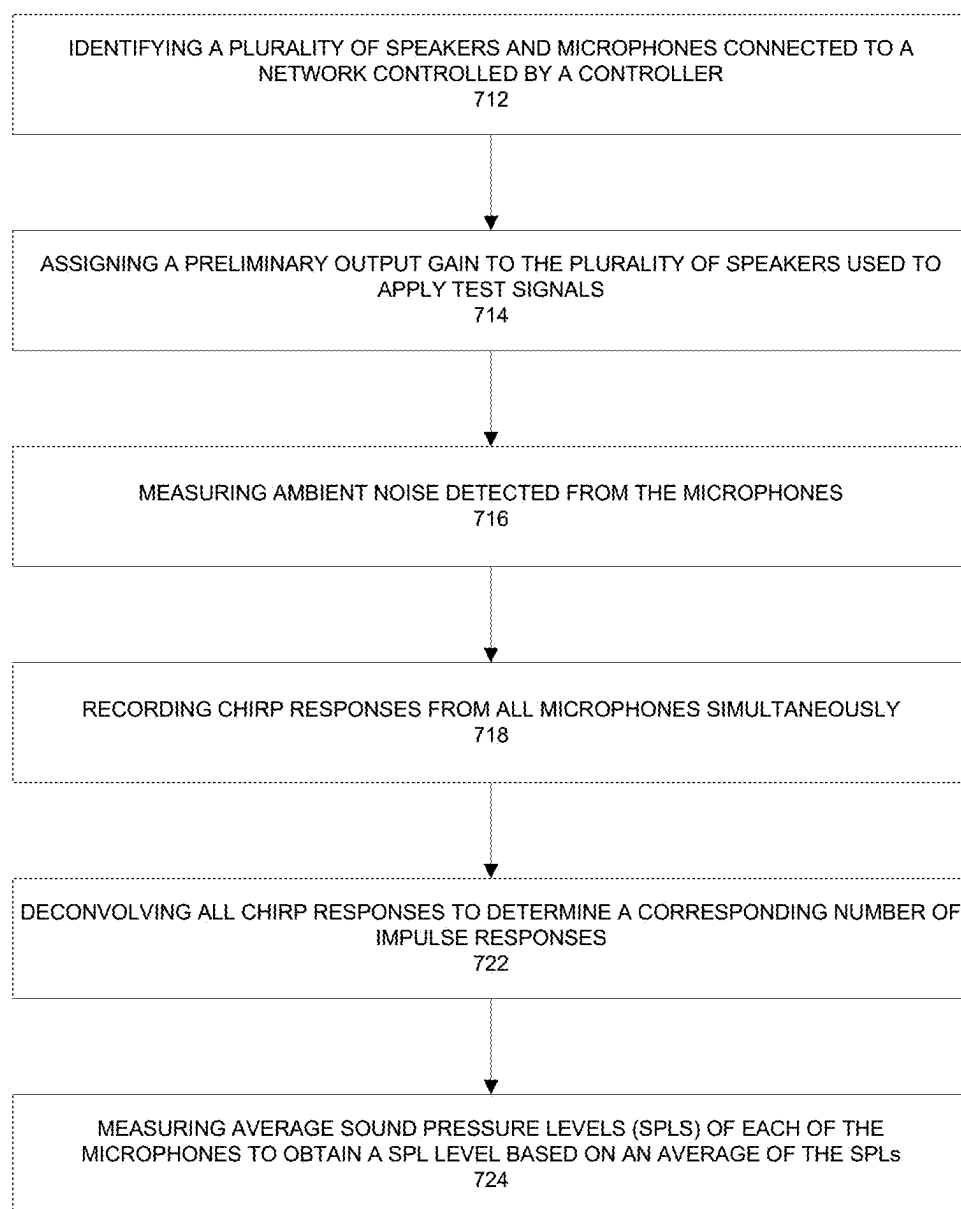 IDENTIFYING A PLURALITY OF SPEAKERS AND MICROPHONES CONNECTED TO A
NETWORK CONTROLLED BY A CONTROLLER
712
ASSIGNING A PRELIMINARY OUTPUT GAIN TO THE PLURALITY OF SPEAKERS USED TO
APPLY TEST SIGNALS
714
MEASURING AMBIENT NOISE DETECTED FROM THE MICROPHONES
716
RECORDING CHIRP RESPONSES FROM ALL MICROPHONES SIMULTANEOUSLY
718
DECONVOLVING ALL CHIRP RESPONSES TO DETERMINE A CORRESPONDING NUMBER OF
IMPULSE RESPONSES
722
MEASURING AVERAGE SOUND PRESSURE LEVELS (SPLS) OF EACH OF THE
MICROPHONES TO OBTAIN A SPL LEVEL BASED ON AN AVERAGE OF THE SPLs
724